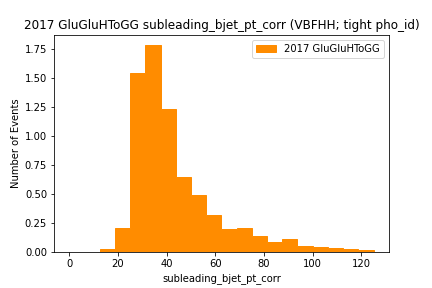 2017 GluGluHToGG subleading_bjet_pt_corr (VBFHH; tight pho_id)
2017 GluGluHToGG
Number of Events
1.75
1.50
1.25
1.00
0.75
0.50
0.25
0.00
0 20 40 60 80 100 120
subleading_bjet_pt_corr